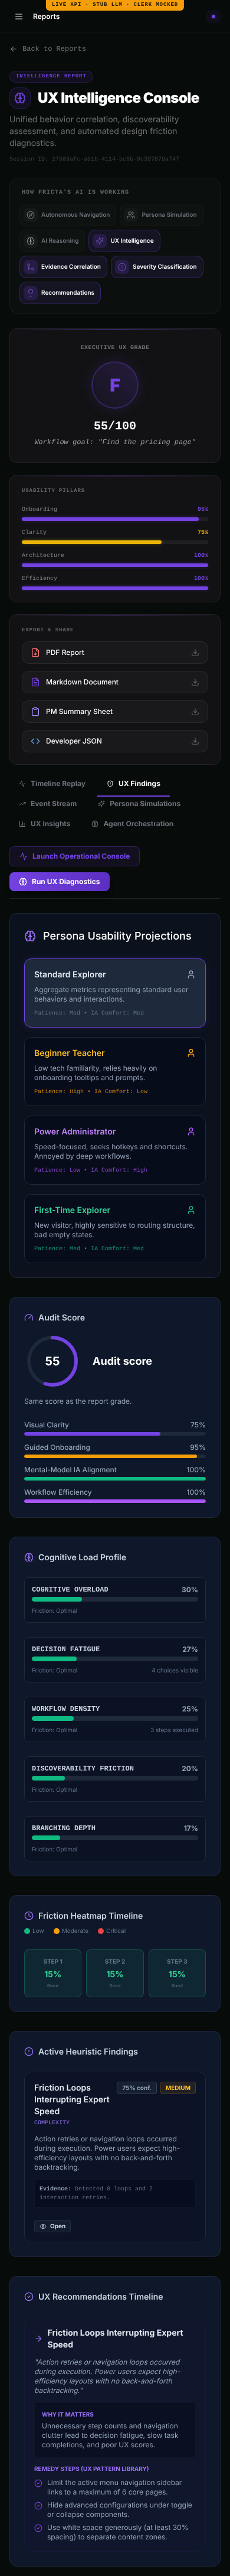 LIVE API · STUB LLM · CLERK MOCKED
Reports
Back to Reports
INTELLIGENCE REPORT
UX Intelligence Console
Unified behavior correlation, discoverability
assessment, and automated design friction
diagnostics.
Session ID:
HOW FRICTA'S AI IS WORKING
Autonomous Navigation
Persona Simulation
AI Reasoning
UX Intelligence
Evidence Correlation
Severity Classification
Recommendations
EXECUTIVE UX GRADE
F
55/100
Workflow goal: "Find the pricing page"
USABILITY PILLARS
Onboarding 95%
Clarity 75%
Architecture 100%
Efficiency 100%
EXPORT & SHARE
PDF Report
Markdown Document
PM Summary Sheet
Developer JSON
Timeline Replay
UX Findings
Event Stream
Persona Simulations
UX Insights
Agent Orchestration
Launch Operational Console
Run UX Diagnostics
Persona Usability Projections
Standard Explorer
Aggregate metrics representing standard user
behaviors and interactions.
Patience: Med • IA Comfort: Med
Beginner Teacher
Low tech familiarity, relies heavily on
onboarding tooltips and prompts.
Patience: High • IA Comfort: Low
Power Administrator
Speed-focused, seeks hotkeys and shortcuts.
Annoyed by deep workflows.
Patience: Low • IA Comfort: High
First-Time Explorer
New visitor, highly sensitive to routing structure,
bad empty states.
Patience: Med • IA Comfort: Med
Audit Score
55
Audit score
Same score as the report grade.
Visual Clarity 75%
Guided Onboarding 95%
Mental-Model IA Alignment 100%
Workflow Efficiency 100%
Cognitive Load Profile
COGNITIVE OVERLOAD 30%
Friction: Optimal
DECISION FATIGUE 27%
Friction: Optimal 4 choices visible
WORKFLOW DENSITY 25%
Friction: Optimal 3 steps executed
DISCOVERABILITY FRICTION 20%
Friction: Optimal
BRANCHING DEPTH 17%
Friction: Optimal
Friction Heatmap Timeline
Low
Moderate
Critical
STEP 1
15%
Good
STEP 2
15%
Good
STEP 3
15%
Good
Active Heuristic Findings
Friction Loops
Interrupting Expert
Speed
75% conf.
MEDIUM
COMPLEXITY
Action retries or navigation loops occurred
during execution. Power users expect high-
efficiency layouts with no back-and-forth
backtracking.
Evidence: Detected 0 loops and 2
interaction retries.
Open
UX Recommendations Timeline
Friction Loops Interrupting Expert
Speed
"Action retries or navigation loops occurred
during execution. Power users expect high-
efficiency layouts with no back-and-forth
backtracking."
WHY IT MATTERS
Unnecessary step counts and navigation
clutter lead to decision fatigue, slow task
completions, and poor UX scores.
REMEDY STEPS (UX PATTERN LIBRARY)
Limit the active menu navigation sidebar
links to a maximum of 6 core pages.
Hide advanced configurations under toggle
or collapse components.
Use white space generously (at least 30%
spacing) to separate content zones.